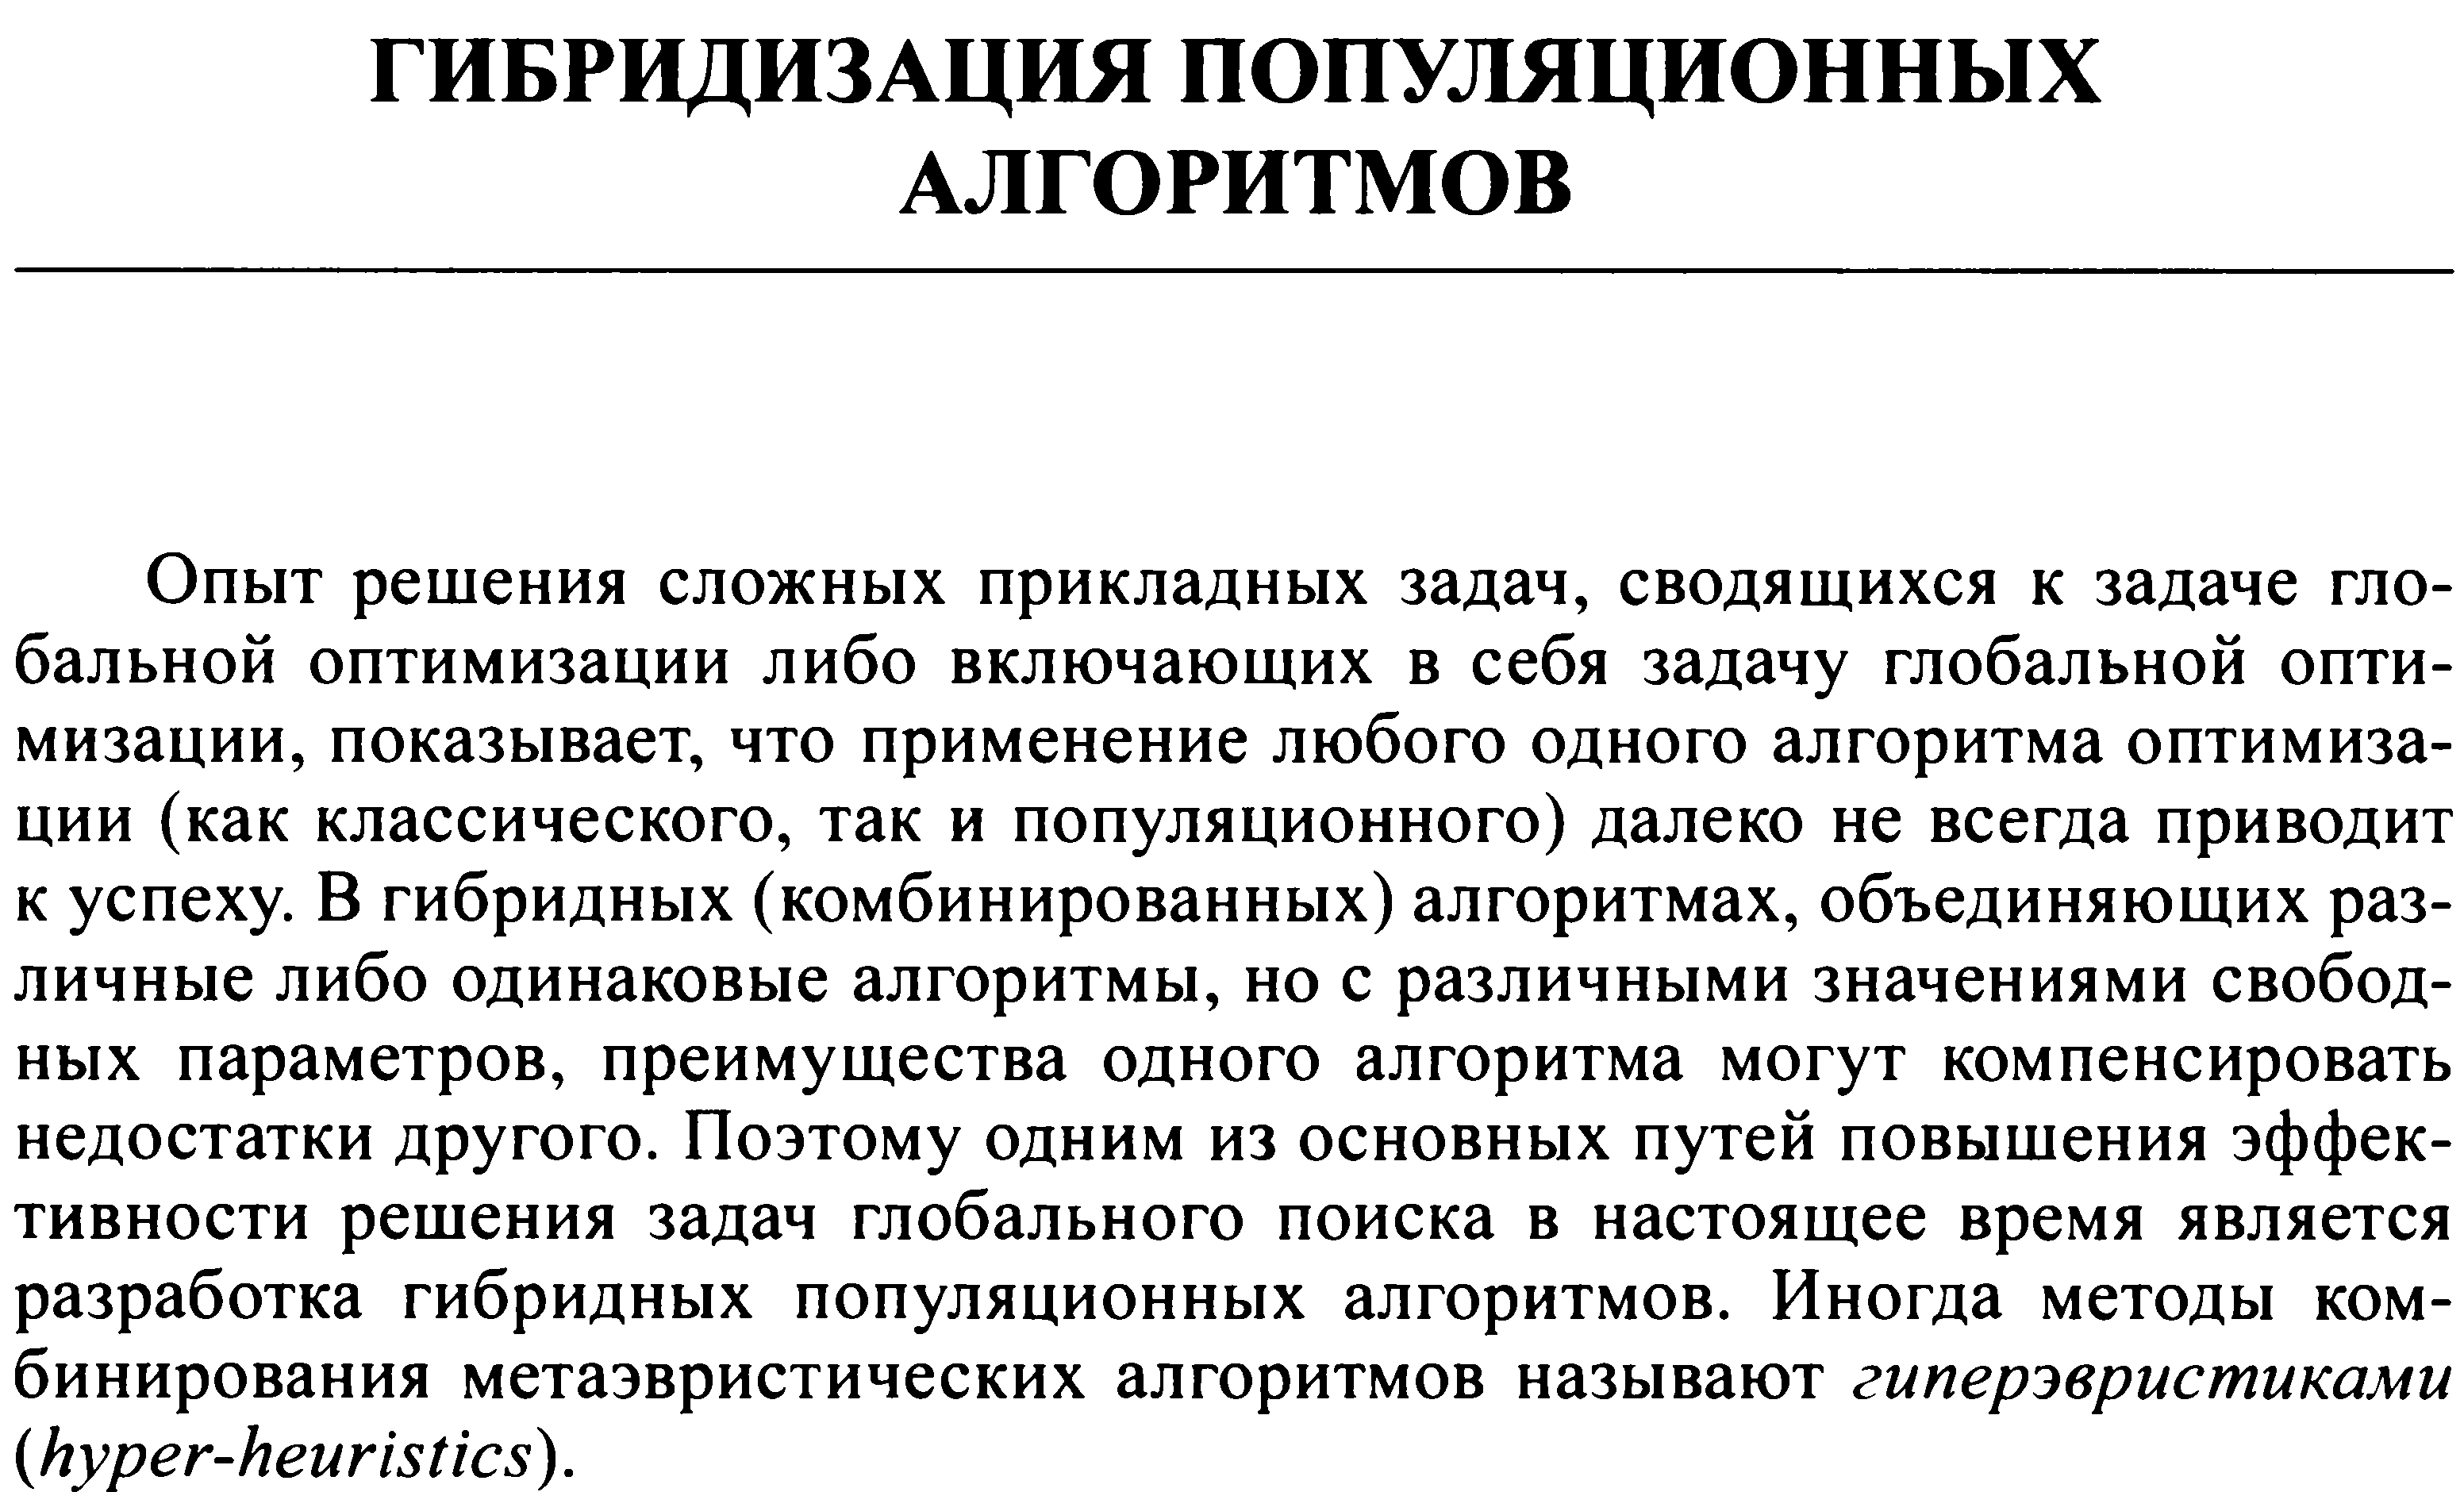 ГИБРИДИЗАЦИЯ ПОПУЛЯЦИОННЫХ
АЛГОРИТМОВ
Опыт решения сложных прикладных задач, сводящихся к задаче гло-
бальной оптимизации либо включающих в себя задачу глобальной опти-
мизации, показывает, что применение любого одного алгоритма оптимиза-
ции (как классического, так и популяционного) далеко не всегда приводит
к успеху. В гибридных (комбинированных) алгоритмах, объединяющих раз-
личные либо одинаковые алгоритмы, но с различными значениями свобод-
ных параметров, преимущества одного алгоритма могут компенсировать
недостатки другого. Поэтому одним из основных путей повышения эффек-
тивности решения задач глобального поиска в настоящее время является
разработка гибридных популяционных алгоритмов. Иногда методы ком-
бинирования метаэвристических алгоритмов называют гиперэвристиками
(hyper-heuristics).